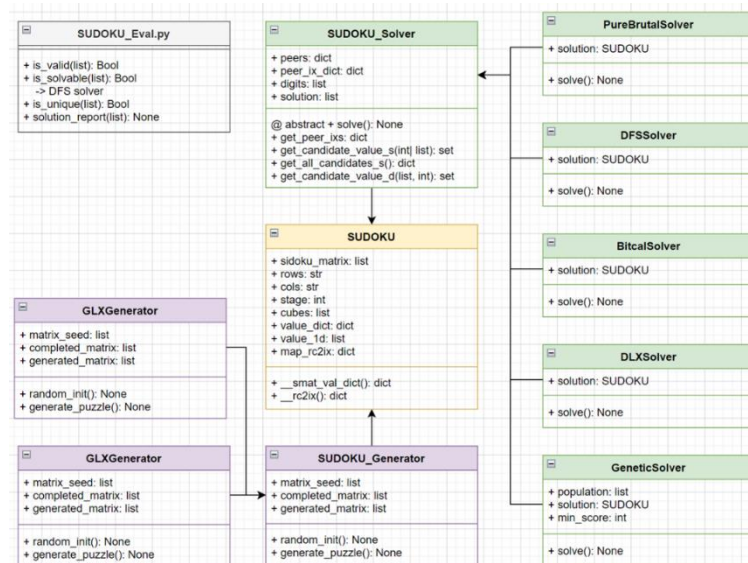 SUDOKU_Eval.py
+ is_valid(list): Bool
+ is_solvable(list): Bool
-> DFS solver
+ is_unique(list): Bool
+ solution_report(list): None
SUDOKU_Solver
+ peers: dict
+ peer_ix_dict: dict
+ digits: list
+ solution: list
@ abstract + solve(): None
+ get_peer_ixs: dict
+ get_candidate_value_s(int| list): set
+ get_all_candidates_s(): dict
+ get_candidate_value_d(list, int): set
SUDOKU
+ sidoku_matrix: list
+ rows: str
+ cols: str
+ stage: int
+ cubes: list
+ value_dict: dict
+ value_1d: list
+ map_rc2ix: dict
+ __smat_val_dict(): dict
+ __rc2ix(): dict
GLXGenerator
+ matrix_seed: list
+ completed_matrix: list
+ generated_matrix: list
+ random_init(): None
+ generate_puzzle(): None
GLXGenerator
+ matrix_seed: list
+ completed_matrix: list
+ generated_matrix: list
+ random_init(): None
+ generate_puzzle(): None
SUDOKU_Generator
+ matrix_seed: list
+ completed_matrix: list
+ generated_matrix: list
+ random_init(): None
+ generate_puzzle(): None
PureBrutalSolver
+ solution: SUDOKU
+ solve(): None
DFSSolver
+ solution: SUDOKU
+ solve(): None
BitcalSolver
+ solution: SUDOKU
+ solve(): None
DLXSolver
+ solution: SUDOKU
+ solve(): None
GeneticSolver
+ population: list
+ solution: SUDOKU
+ min_score: int
+ solve(): None